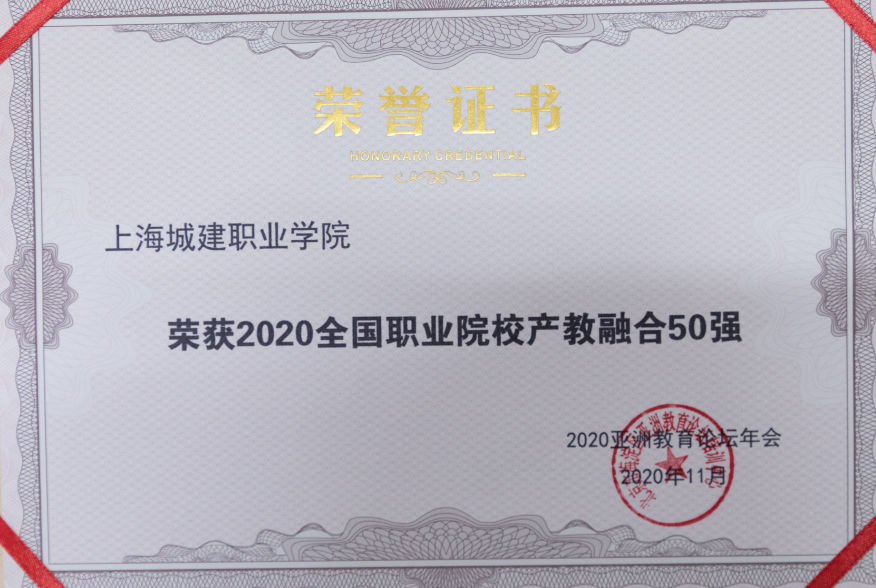 荣誉证书
HONORARY CREDENTIAL
上海城建职业学院
荣获2020全国职业院校产教融合50强
2020亚洲教育论坛年会
2020年11月